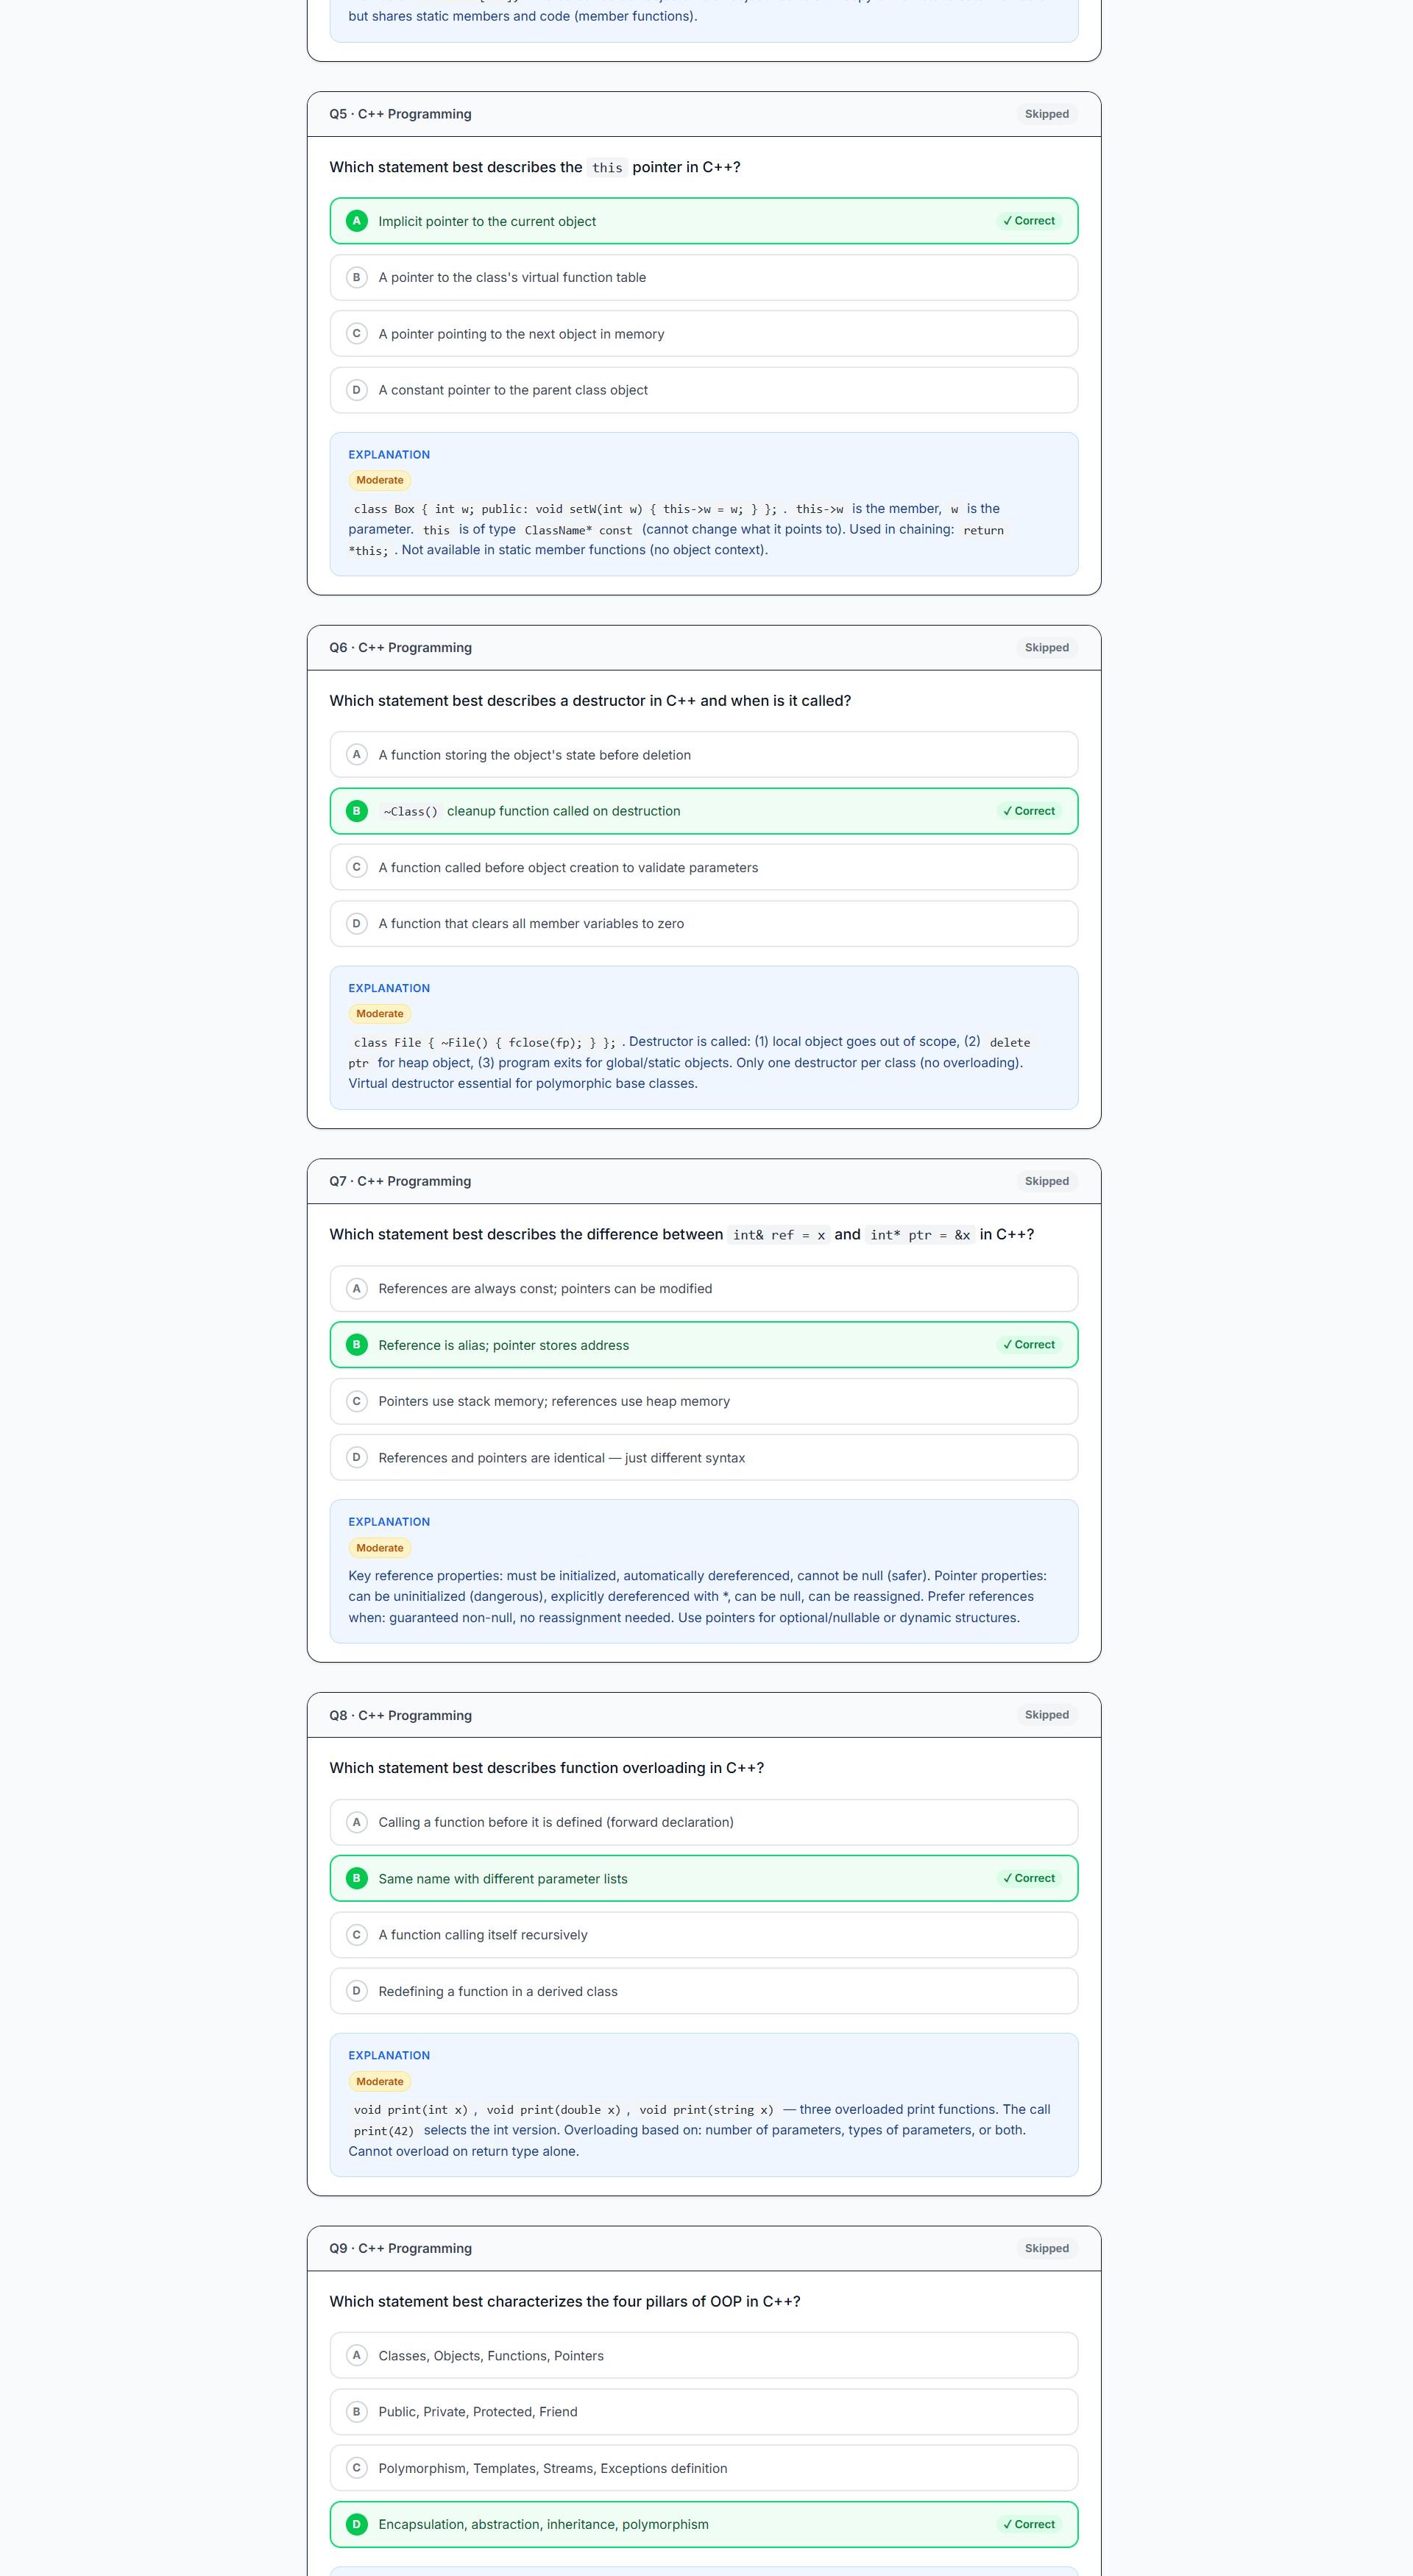 but shares static members and code (member functions).
Q5 · C++ Programming
Skipped
Which statement best describes the this pointer in C++?
A Implicit pointer to the current object ✓ Correct
B A pointer to the class's virtual function table
C A pointer pointing to the next object in memory
D A constant pointer to the parent class object
EXPLANATION
Moderate
class Box { int w; public: void setW(int w) { this->w = w; } }; . this->w is the member, w is the
parameter. this is of type ClassName* const (cannot change what it points to). Used in chaining: return
*this; . Not available in static member functions (no object context).
Q6 · C++ Programming
Skipped
Which statement best describes a destructor in C++ and when is it called?
A A function storing the object's state before deletion
B ~Class() cleanup function called on destruction ✓ Correct
C A function called before object creation to validate parameters
D A function that clears all member variables to zero
EXPLANATION
Moderate
class File { ~File() { fclose(fp); } }; . Destructor is called: (1) local object goes out of scope, (2) delete
ptr for heap object, (3) program exits for global/static objects. Only one destructor per class (no overloading).
Virtual destructor essential for polymorphic base classes.
Q7 · C++ Programming
Skipped
Which statement best describes the difference between int& ref = x and int* ptr = &x in C++?
A References are always const; pointers can be modified
B Reference is alias; pointer stores address ✓ Correct
C Pointers use stack memory; references use heap memory
D References and pointers are identical — just different syntax
EXPLANATION
Moderate
Key reference properties: must be initialized, automatically dereferenced, cannot be null (safer). Pointer properties:
can be uninitialized (dangerous), explicitly dereferenced with *, can be null, can be reassigned. Prefer references
when: guaranteed non-null, no reassignment needed. Use pointers for optional/nullable or dynamic structures.
Q8 · C++ Programming
Skipped
Which statement best describes function overloading in C++?
A Calling a function before it is defined (forward declaration)
B Same name with different parameter lists ✓ Correct
C A function calling itself recursively
D Redefining a function in a derived class
EXPLANATION
Moderate
void print(int x) , void print(double x) , void print(string x) — three overloaded print functions. The call
print(42) selects the int version. Overloading based on: number of parameters, types of parameters, or both.
Cannot overload on return type alone.
Q9 · C++ Programming
Skipped
Which statement best characterizes the four pillars of OOP in C++?
A Classes, Objects, Functions, Pointers
B Public, Private, Protected, Friend
C Polymorphism, Templates, Streams, Exceptions definition
D Encapsulation, abstraction, inheritance, polymorphism ✓ Correct